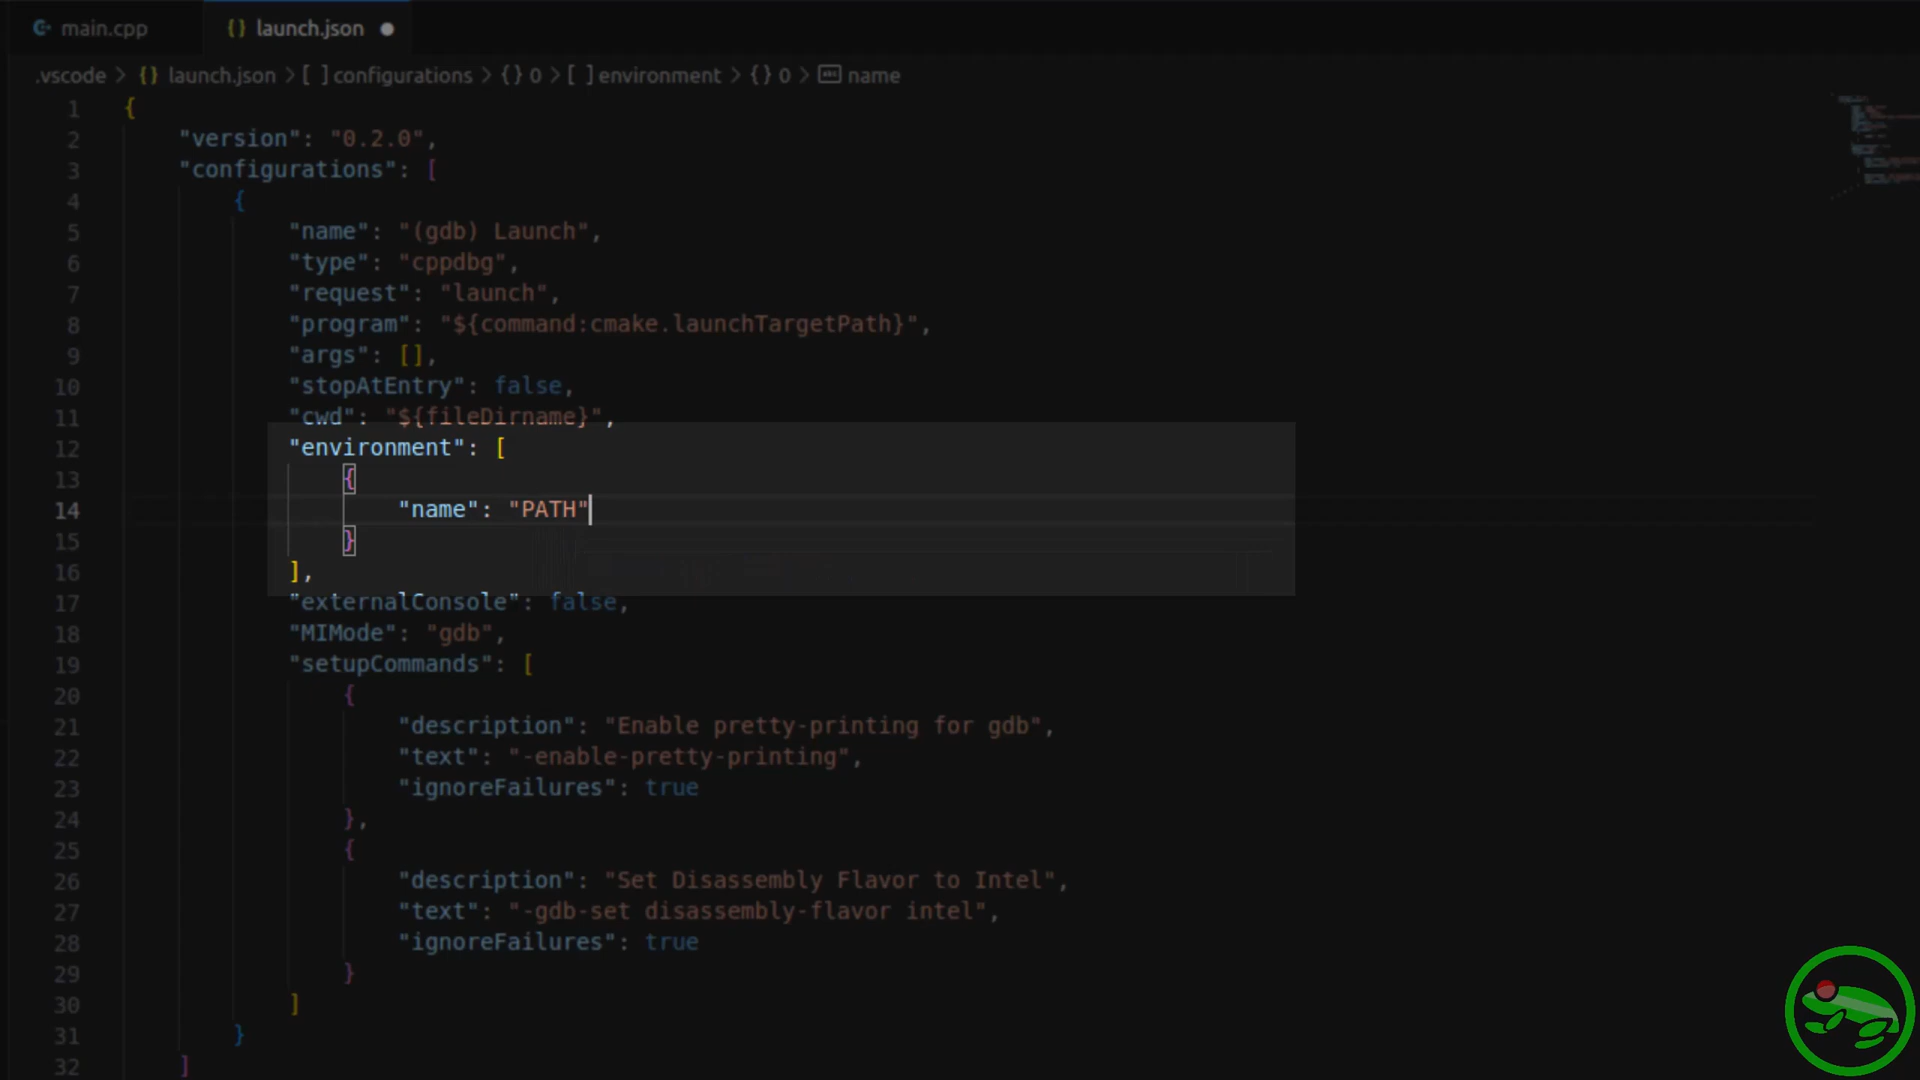 main.cpp
{} launch.json
.vscode > {} launch.json > [ ] configurations > {} 0 > [ ] environment > {} 0 > abc name
1 {
2 "version": "0.2.0",
3 "configurations": [
4 {
5 "name": "(gdb) Launch",
6 "type": "cppdbg",
7 "request": "launch",
8 "program": "${command:cmake.launchTargetPath}",
9 "args": [],
10 "stopAtEntry": false,
11 "cwd": "${fileDirname}",
12 "environment": [
13 {
14 "name": "PATH"
15 }
16 ],
17 "externalConsole": false,
18 "MIMode": "gdb",
19 "setupCommands": [
20 {
21 "description": "Enable pretty-printing for gdb",
22 "text": "-enable-pretty-printing",
23 "ignoreFailures": true
24 },
25 {
26 "description": "Set Disassembly Flavor to Intel",
27 "text": "-gdb-set disassembly-flavor intel",
28 "ignoreFailures": true
29 }
30 ]
31 }
32 ]